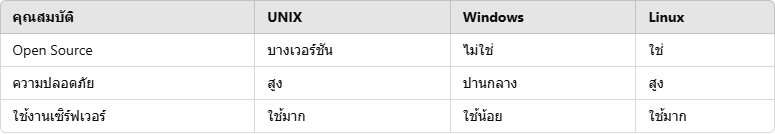 คุณสมบัติ UNIX Windows Linux
Open Source บางเวอร์ชัน ไม่ใช่ ใช่
ความปลอดภัย สูง ปานกลาง สูง
ใช้งานเซิร์ฟเวอร์ ใช้มาก ใช้น้อย ใช้มาก